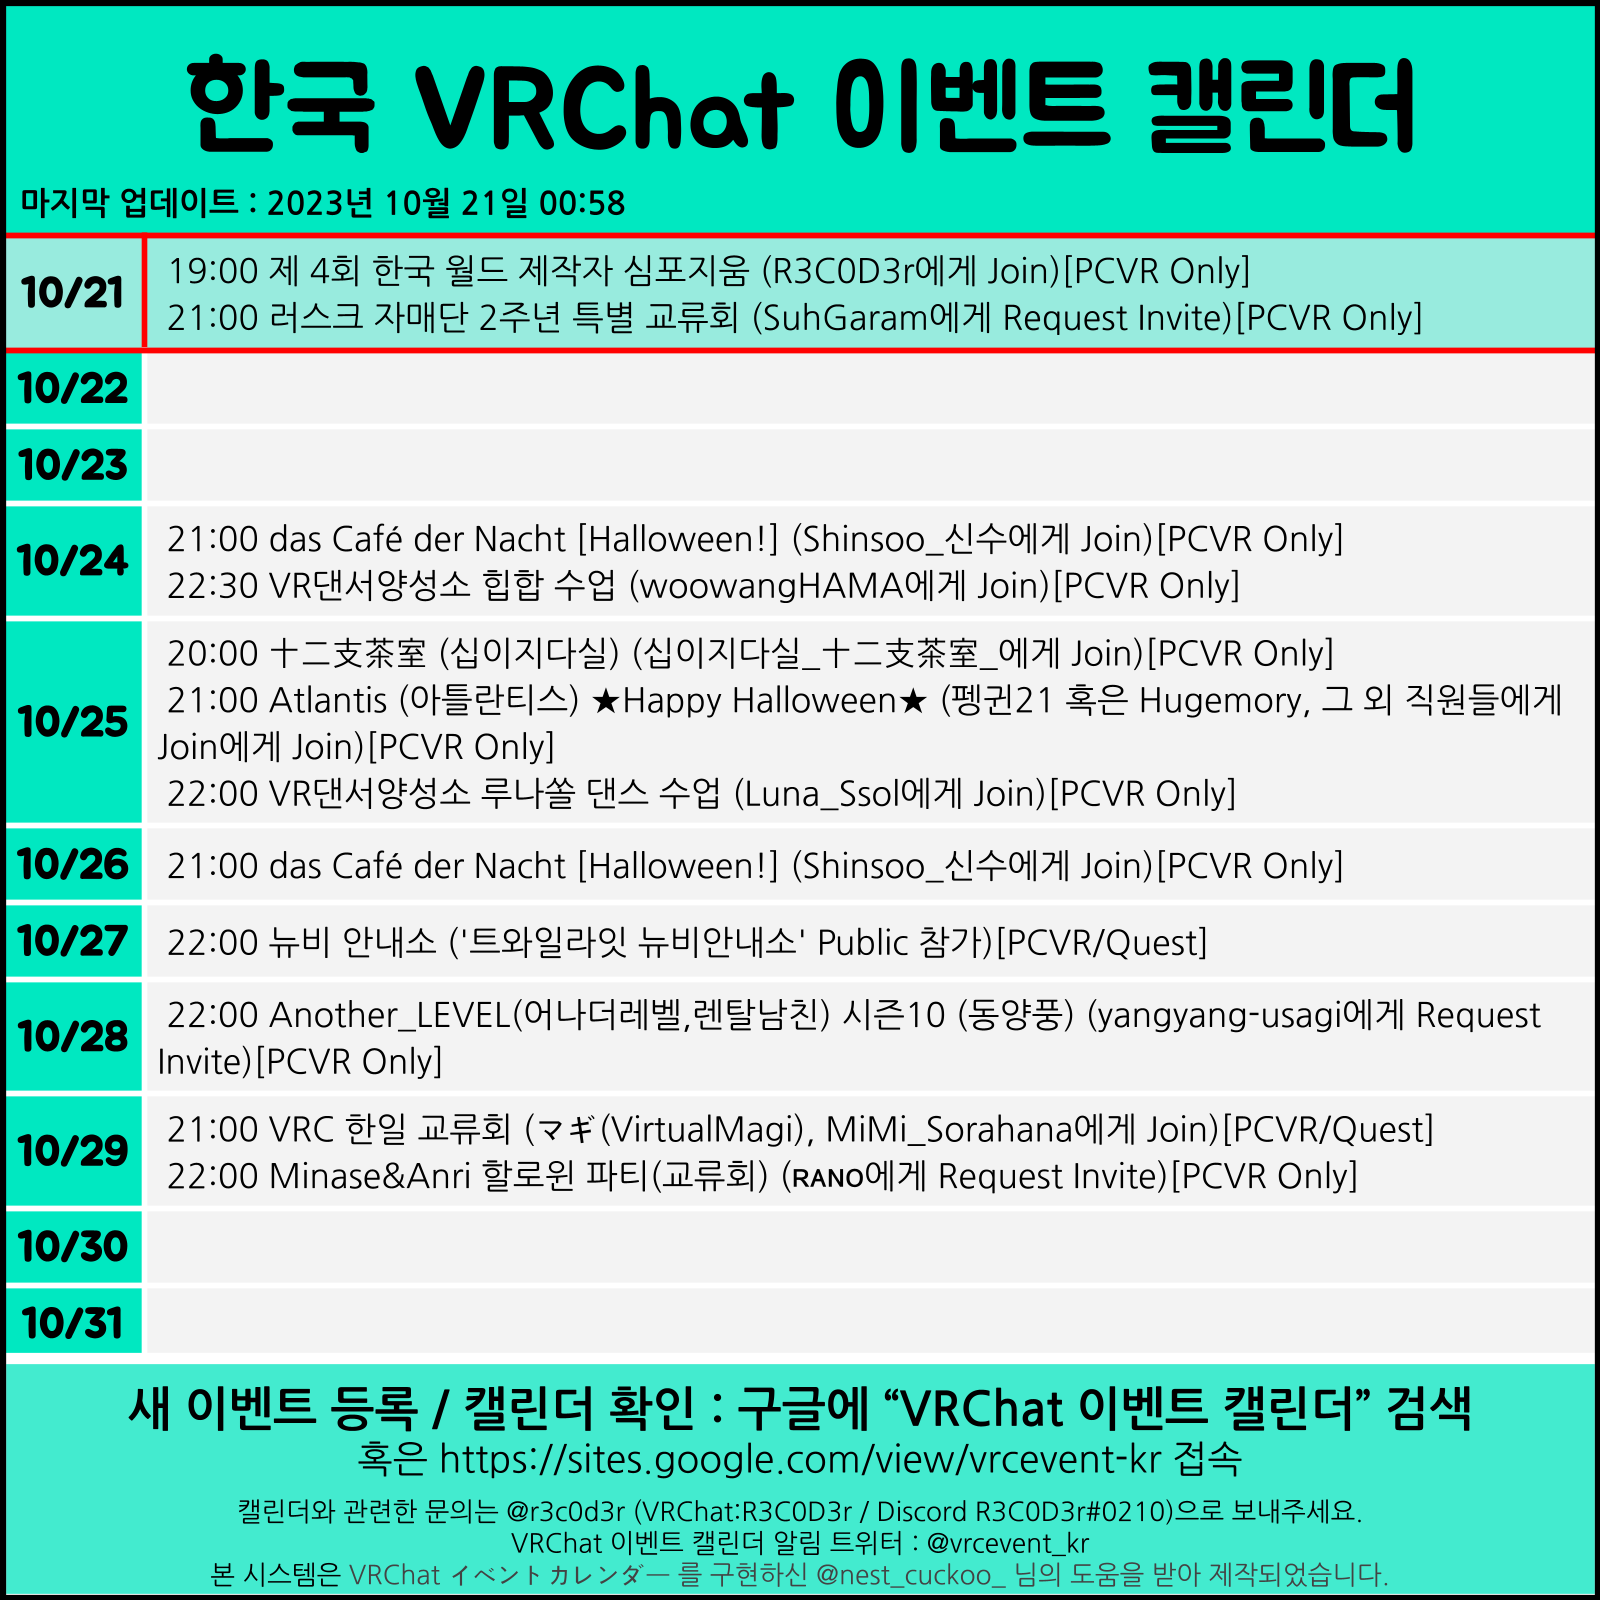 한국 VRChat 이벤트 캘린더
마지막 업데이트 : 2023년 10월 21일 00:58
10/21
19:00 제 4회 한국 월드 제작자 심포지움 (R3C0D3r에게 Join)[PCVR Only]
21:00 러스크 자매단 2주년 특별 교류회 (SuhGaram에게 Request Invite)[PCVR Only]
10/22
10/23
10/24
21:00 das Café der Nacht [Halloween!] (Shinsoo_신수에게 Join)[PCVR Only]
22:30 VR댄서양성소 힙합 수업 (woowangHAMA에게 Join)[PCVR Only]
10/25
20:00 十二支茶室 (십이지다실) (십이지다실_十二支茶室_에게 Join)[PCVR Only]
21:00 Atlantis (아틀란티스) ★Happy Halloween★ (펭귄21 혹은 Hugemory, 그 외 직원들에게
Join에게 Join)[PCVR Only]
22:00 VR댄서양성소 루나쏠 댄스 수업 (Luna_Ssol에게 Join)[PCVR Only]
10/26
21:00 das Café der Nacht [Halloween!] (Shinsoo_신수에게 Join)[PCVR Only]
10/27
22:00 뉴비 안내소 ('트와일라잇 뉴비안내소' Public 참가)[PCVR/Quest]
10/28
22:00 Another_LEVEL(어나더레벨,렌탈남친) 시즌10 (동양풍) (yangyang-usagi에게 Request
Invite)[PCVR Only]
10/29
21:00 VRC 한일 교류회 (マギ(VirtualMagi), MiMi_Sorahana에게 Join)[PCVR/Quest]
22:00 Minase&Anri 할로윈 파티(교류회) (ʀᴀɴᴏ에게 Request Invite)[PCVR Only]
10/30
10/31
새 이벤트 등록 / 캘린더 확인 : 구글에 “VRChat 이벤트 캘린더” 검색
혹은 https://sites.google.com/view/vrcevent-kr 접속
캘린더와 관련한 문의는 @r3c0d3r (VRChat:R3C0D3r / Discord R3C0D3r#0210)으로 보내주세요.
VRChat 이벤트 캘린더 알림 트위터 : @vrcevent_kr
본 시스템은 VRChat イベントカレンダー 를 구현하신 @nest_cuckoo_ 님의 도움을 받아 제작되었습니다.